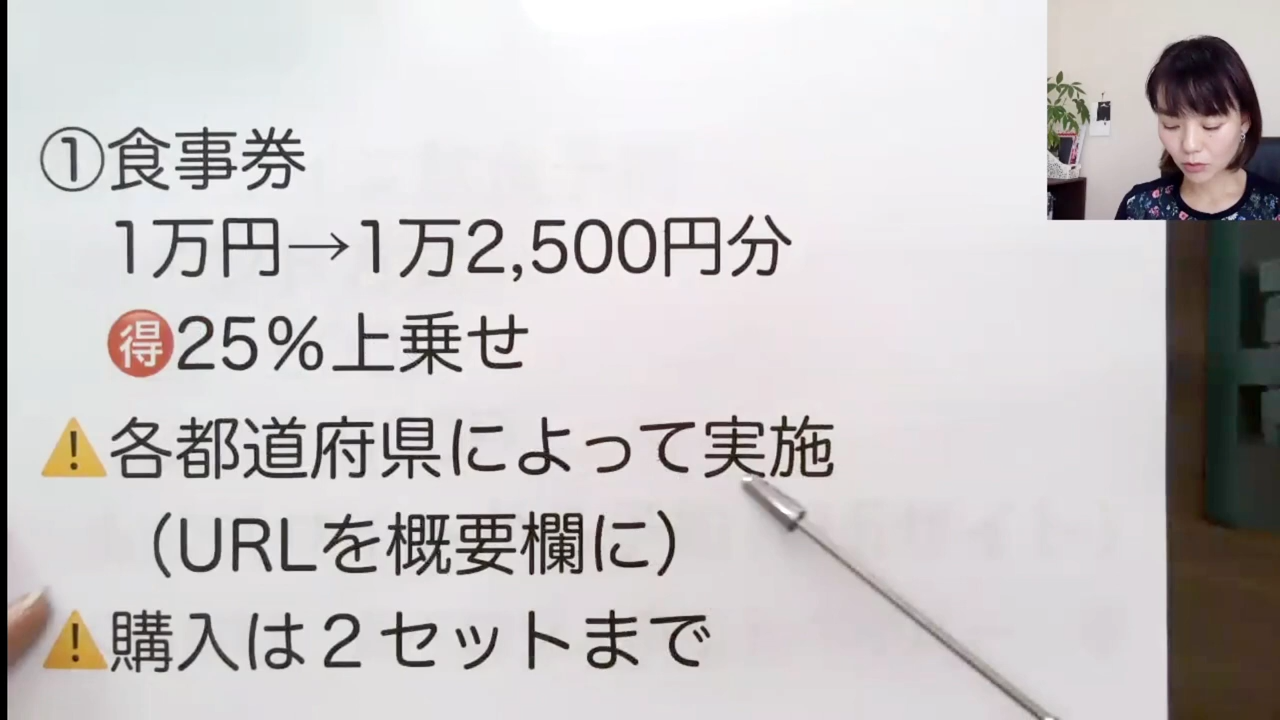 ①食事券
1万円→1万2,500円分
㊝25%上乗せ
⚠各都道府県によって実施
(URLを概要欄に)
⚠購入は2セットまで